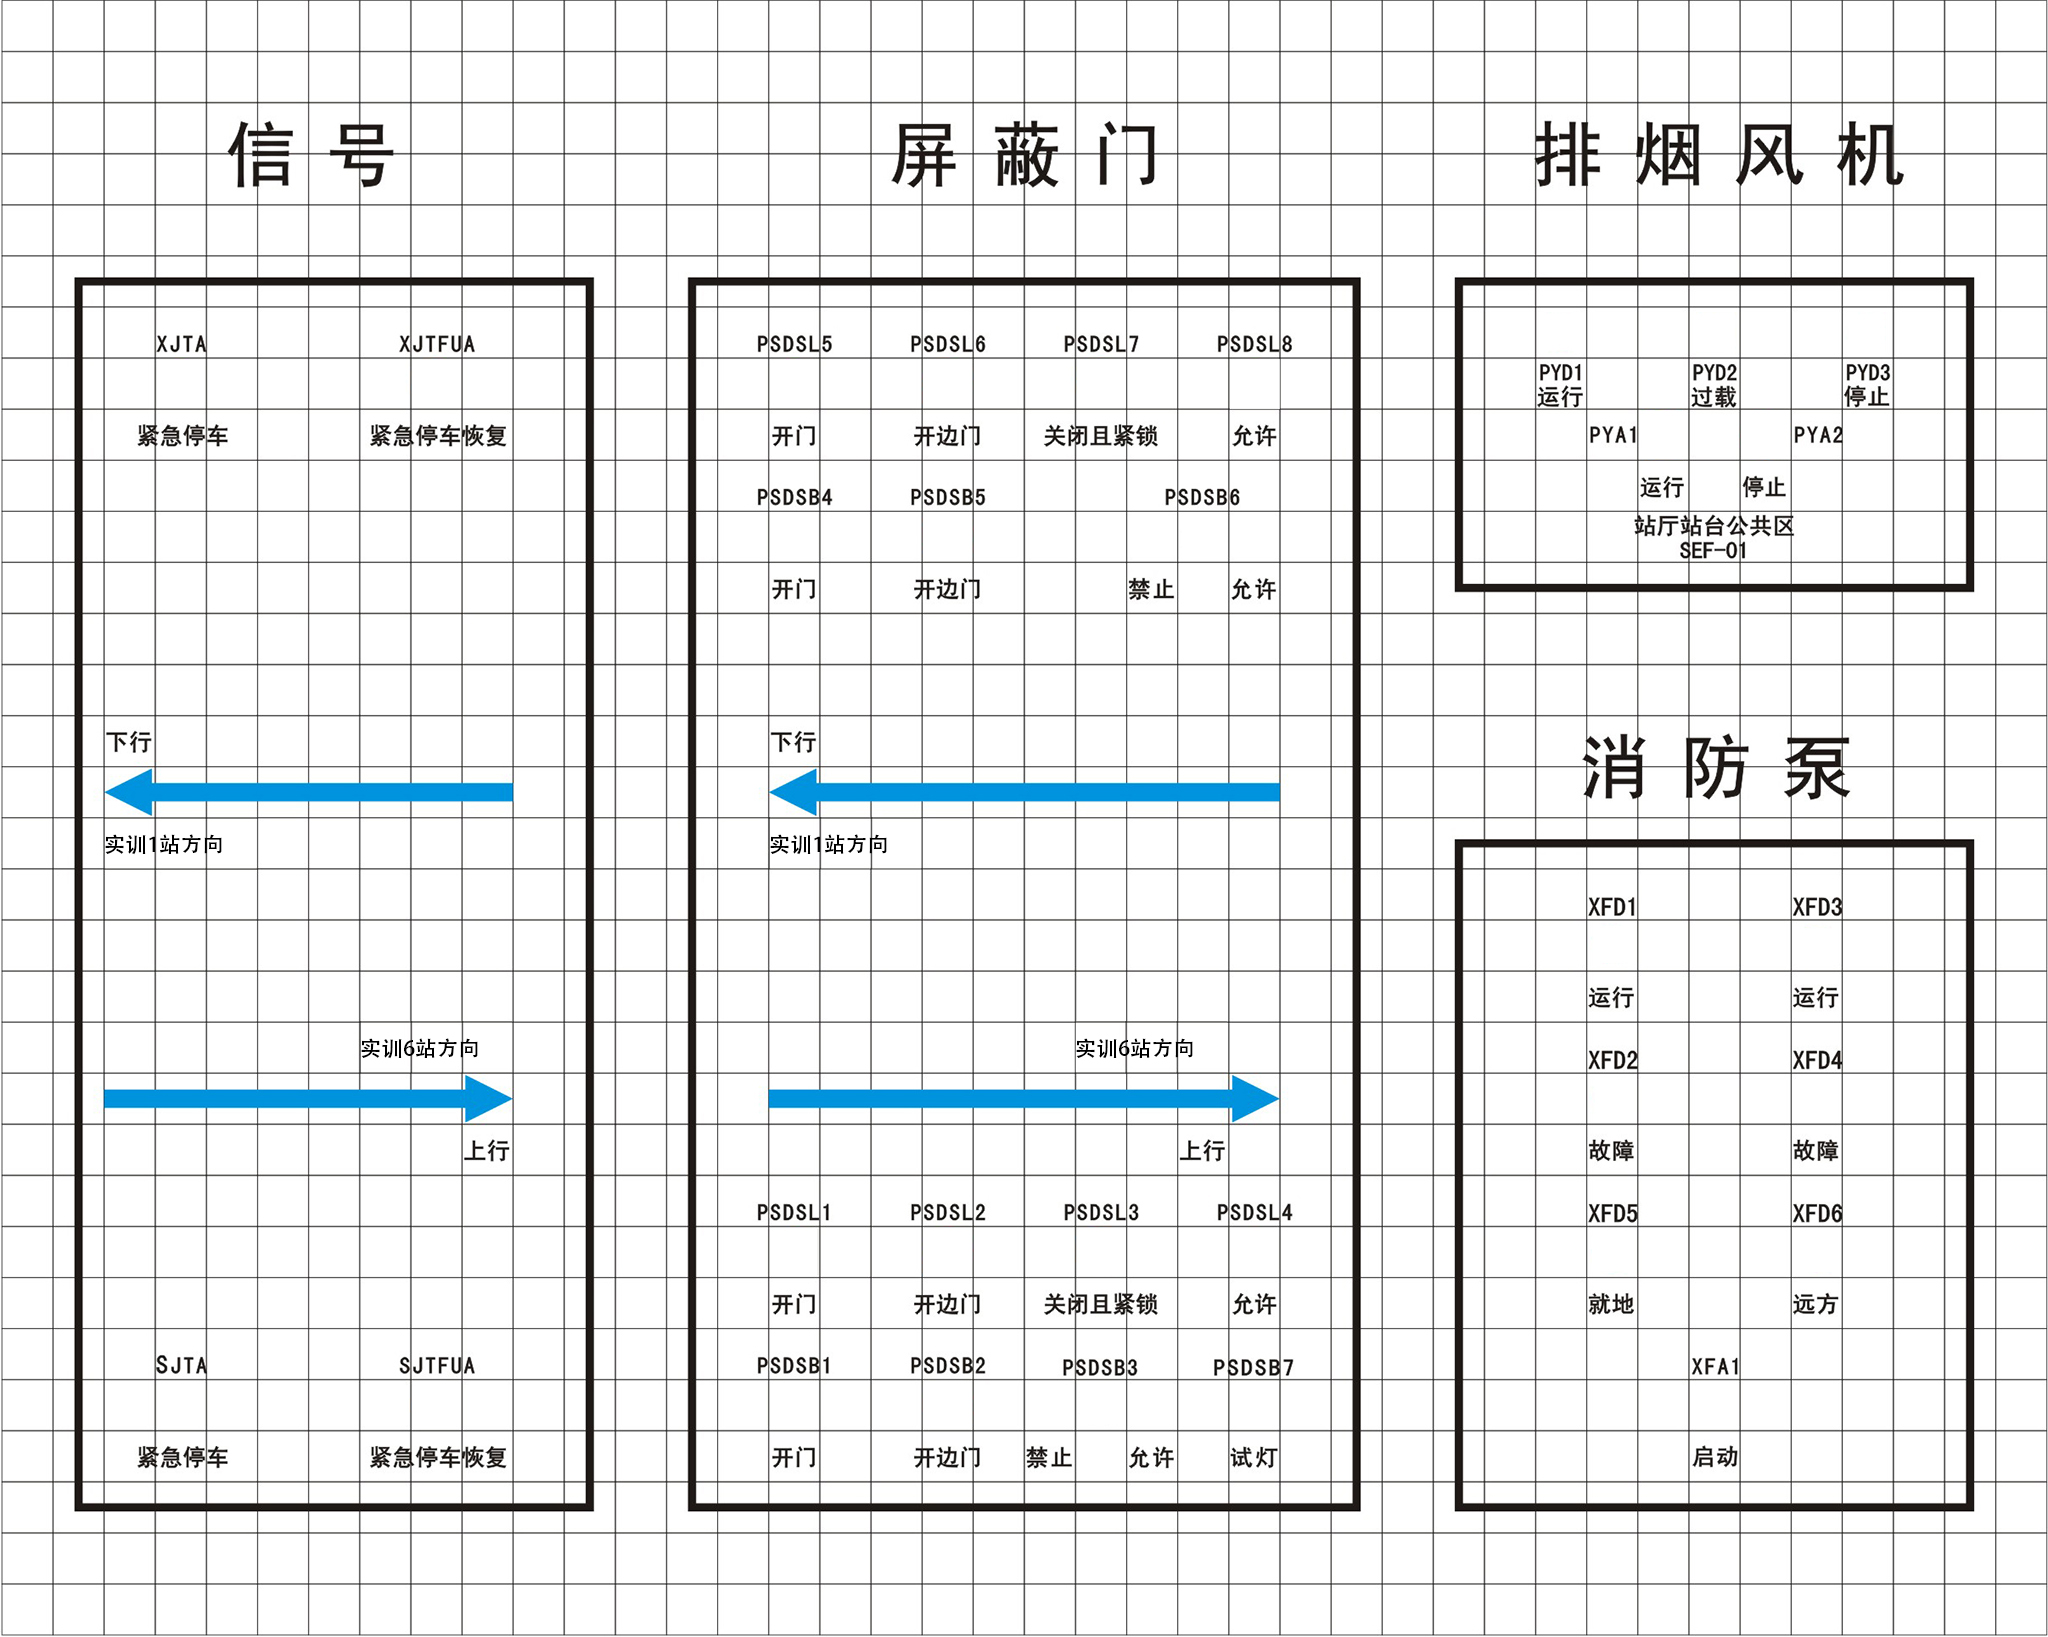 信号
XJTA XJTFUA
紧急停车 紧急停车恢复
下行
实训1站方向
实训6站方向
上行
SJTA SJTFUA
紧急停车 紧急停车恢复
屏蔽门
PSDSL5 PSDSL6 PSDSL7 PSDSL8
开门 开边门 关闭且紧锁 允许
PSDSB4 PSDSB5 PSDSB6
开门 开边门 禁止 允许
下行
实训1站方向
实训6站方向
上行
PSDSL1 PSDSL2 PSDSL3 PSDSL4
开门 开边门 关闭且紧锁 允许
PSDSB1 PSDSB2 PSDSB3 PSDSB7
开门 开边门 禁止 允许 试灯
排烟风机
PYD1 PYD2 PYD3
运行 过载 停止
PYA1 PYA2
运行 停止
站厅站台公共区
SEF-01
消防泵
XFD1 XFD3
运行 运行
XFD2 XFD4
故障 故障
XFD5 XFD6
就地 远方
XFA1
启动